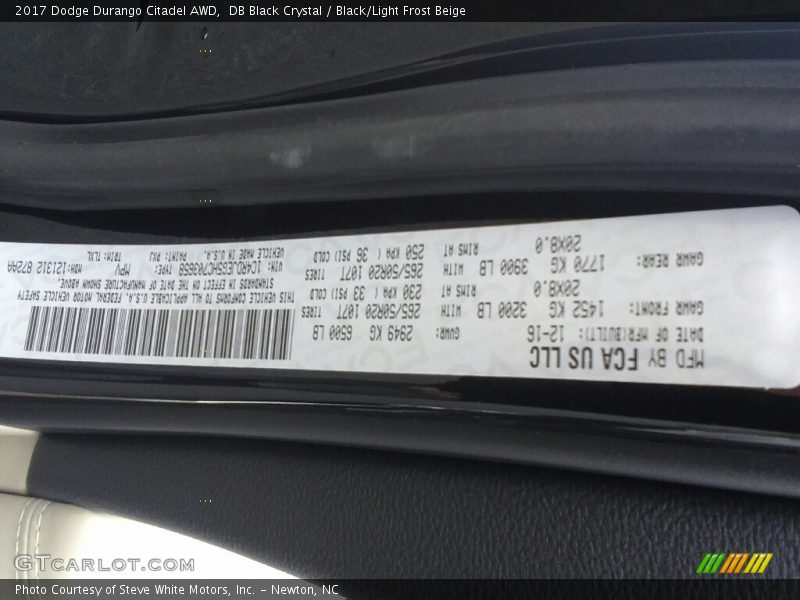 2017 Dodge Durango Citadel AWD,  DB Black Crystal / Black/Light Frost Beige
MFD BY FCA US LLC
DATE OF MFR(BUILT): 12-16
GVWR: 2949 KG 6500 LB
GAWR FRONT: 1452 KG 3200 LB WITH 265/50R20 107T TIRES
20X8.0 RIMS AT 230 KPA ( 33 PSI) COLD
GAWR REAR: 1770 KG 3900 LB WITH 265/50R20 107T TIRES
20X8.0 RIMS AT 250 KPA ( 36 PSI) COLD
THIS VEHICLE CONFORMS TO ALL APPLICABLE U.S.A. FEDERAL MOTOR VEHICLE SAFETY
STANDARDS IN EFFECT ON THE DATE OF MANUFACTURE SHOWN ABOVE.
VIN: 1C4RDJEG5HC703658 TYPE: MPV MDH:121312 872AA
VEHICLE MADE IN U.S.A. PAINT: PXJ TRIM: TLXL
GTCARLOT.COM
Photo Courtesy of Steve White Motors, Inc. – Newton, NC